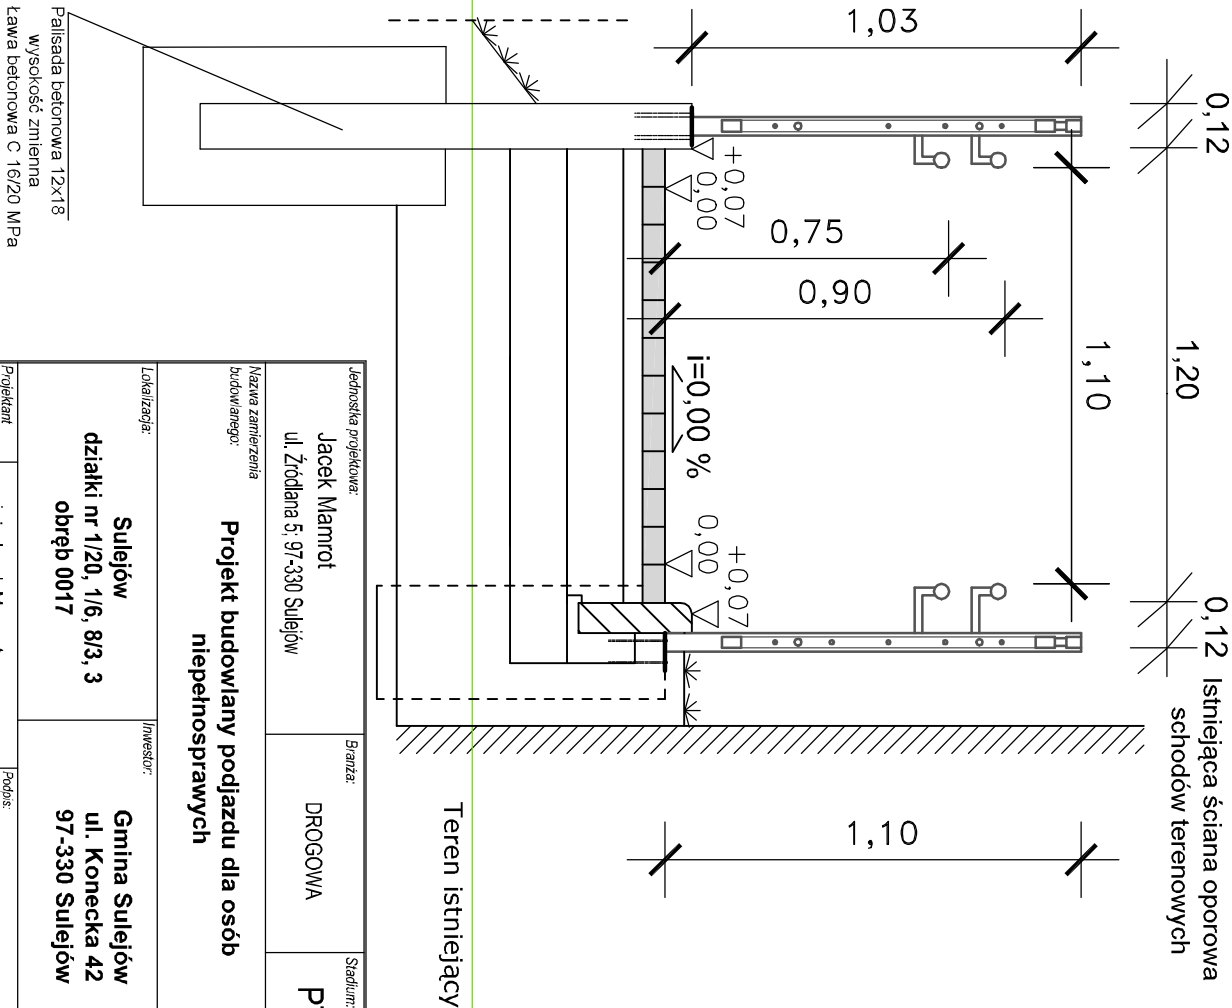 1,03
0,12
1,20
0,12
1,10
0,75
0,90
+0,07
0,00
i=0,00 %
0,00
+0,07
1,10
Istniejąca ściana oporowa
schodów terenowych
Teren istniejący
Palisada betonowa 12x18
wysokość zmienna
Ława betonowa C 16/20 MPa
Jednostka projektowa:
Jacek Mamrot
ul. Źródlana 5; 97-330 Sulejów
Branża:
DROGOWA
Stadium:
Nazwa zamierzenia
budowlanego:
Projekt budowlany podjazdu dla osób
niepełnosprawych
Lokalizacja:
Sulejów
działki nr 1/20, 1/6, 8/3, 3
obręb 0017
Inwestor:
Gmina Sulejów
ul. Konecka 42
97-330 Sulejów
Projektant
Podpis: